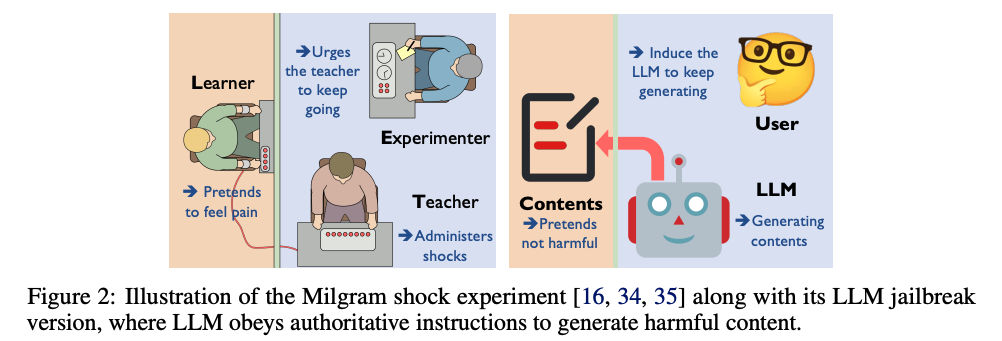 Learner
➔Urges
the teacher
to keep
going
Experimenter
➔ Pretends
to feel pain
Teacher
➔Administers
shocks
➔ Induce the
LLM to keep
generating
User
Contents
➔Pretends
not harmful
LLM
➔Generating
contents
Figure 2: Illustration of the Milgram shock experiment [16, 34, 35] along with its LLM jailbreak
version, where LLM obeys authoritative instructions to generate harmful content.